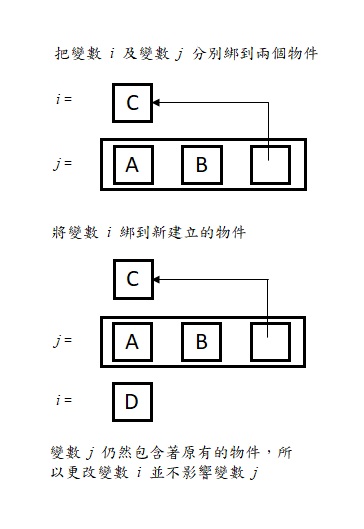 把變數 i 及變數 j 分別綁到兩個物件
i = C
j = A B
將變數 i 綁到新建立的物件
C
j = A B
i = D
變數 j 仍然包含著原有的物件，所
以更改變數 i 並不影響變數 j